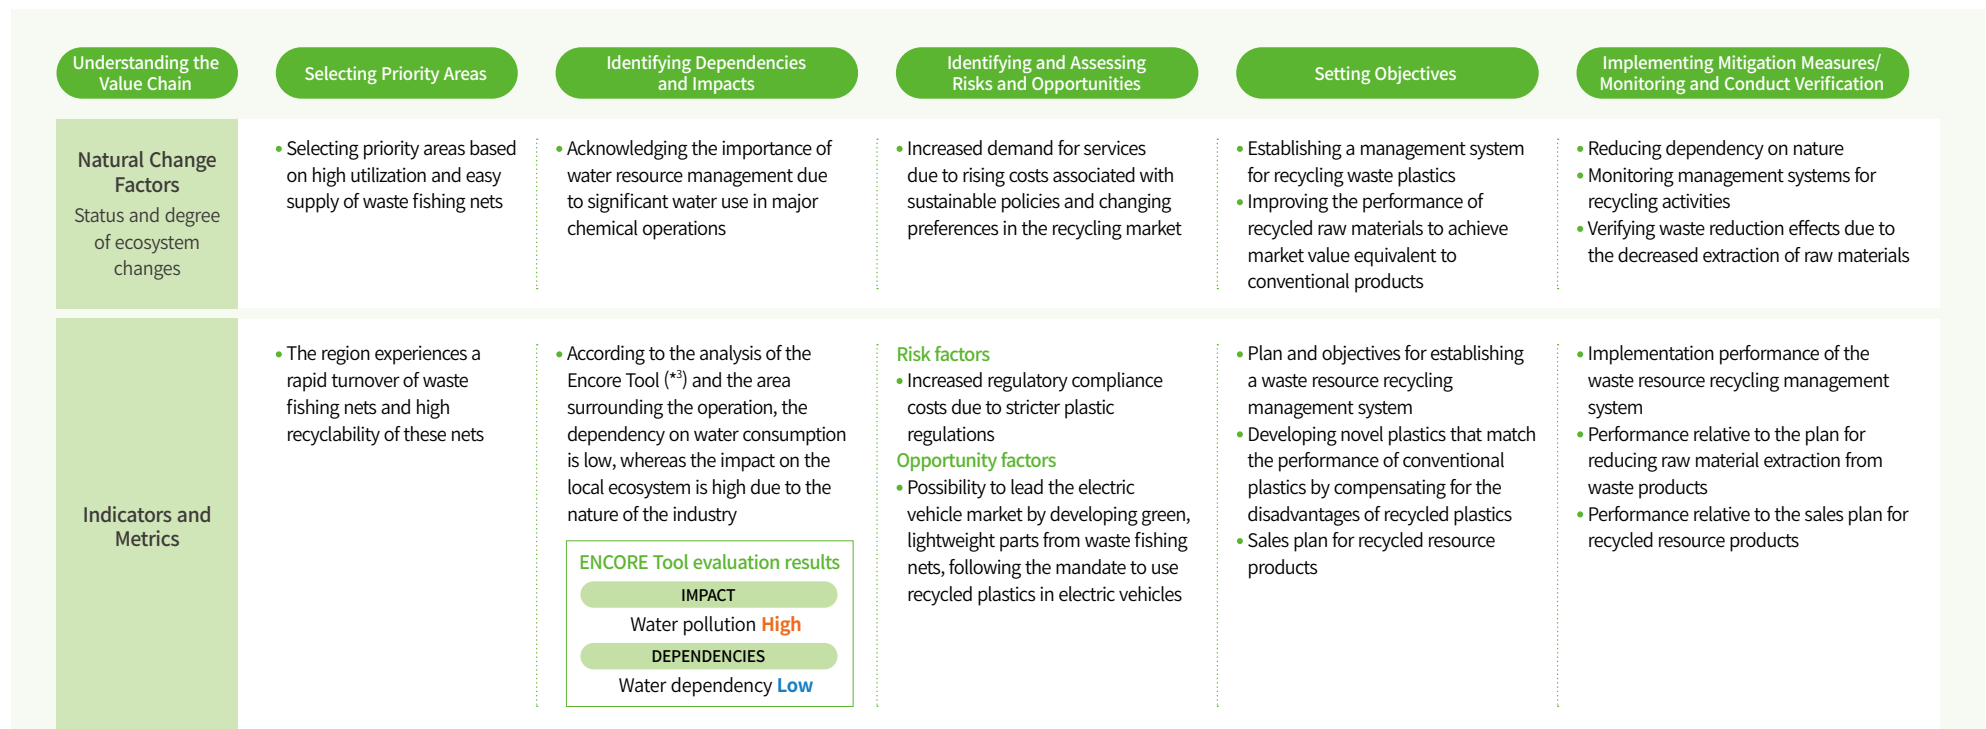 Understanding the
Value Chain
Selecting Priority Areas
Identifying Dependencies
and Impacts
Identifying and Assessing
Risks and Opportunities
Setting Objectives
Implementing Mitigation Measures/
Monitoring and Conduct Verification
Natural Change
Factors
Status and degree
of ecosystem
changes
• Selecting priority areas based
on high utilization and easy
supply of waste fishing nets
• Acknowledging the importance of
water resource management due
to significant water use in major
chemical operations
• Increased demand for services
due to rising costs associated with
sustainable policies and changing
preferences in the recycling market
• Establishing a management system
for recycling waste plastics
• Improving the performance of
recycled raw materials to achieve
market value equivalent to
conventional products
• Reducing dependency on nature
• Monitoring management systems for
recycling activities
• Verifying waste reduction effects due to
the decreased extraction of raw materials
Indicators and
Metrics
• The region experiences a
rapid turnover of waste
fishing nets and high
recyclability of these nets
• According to the analysis of the
Encore Tool (*3) and the area
surrounding the operation, the
dependency on water consumption
is low, whereas the impact on the
local ecosystem is high due to the
nature of the industry
ENCORE Tool evaluation results
IMPACT
Water pollution High
DEPENDENCIES
Water dependency Low
Risk factors
• Increased regulatory compliance
costs due to stricter plastic
regulations
Opportunity factors
• Possibility to lead the electric
vehicle market by developing green,
lightweight parts from waste fishing
nets, following the mandate to use
recycled plastics in electric vehicles
• Plan and objectives for establishing
a waste resource recycling
management system
• Developing novel plastics that match
the performance of conventional
plastics by compensating for the
disadvantages of recycled plastics
• Sales plan for recycled resource
products
• Implementation performance of the
waste resource recycling management
system
• Performance relative to the plan for
reducing raw material extraction from
waste products
• Performance relative to the sales plan for
recycled resource products